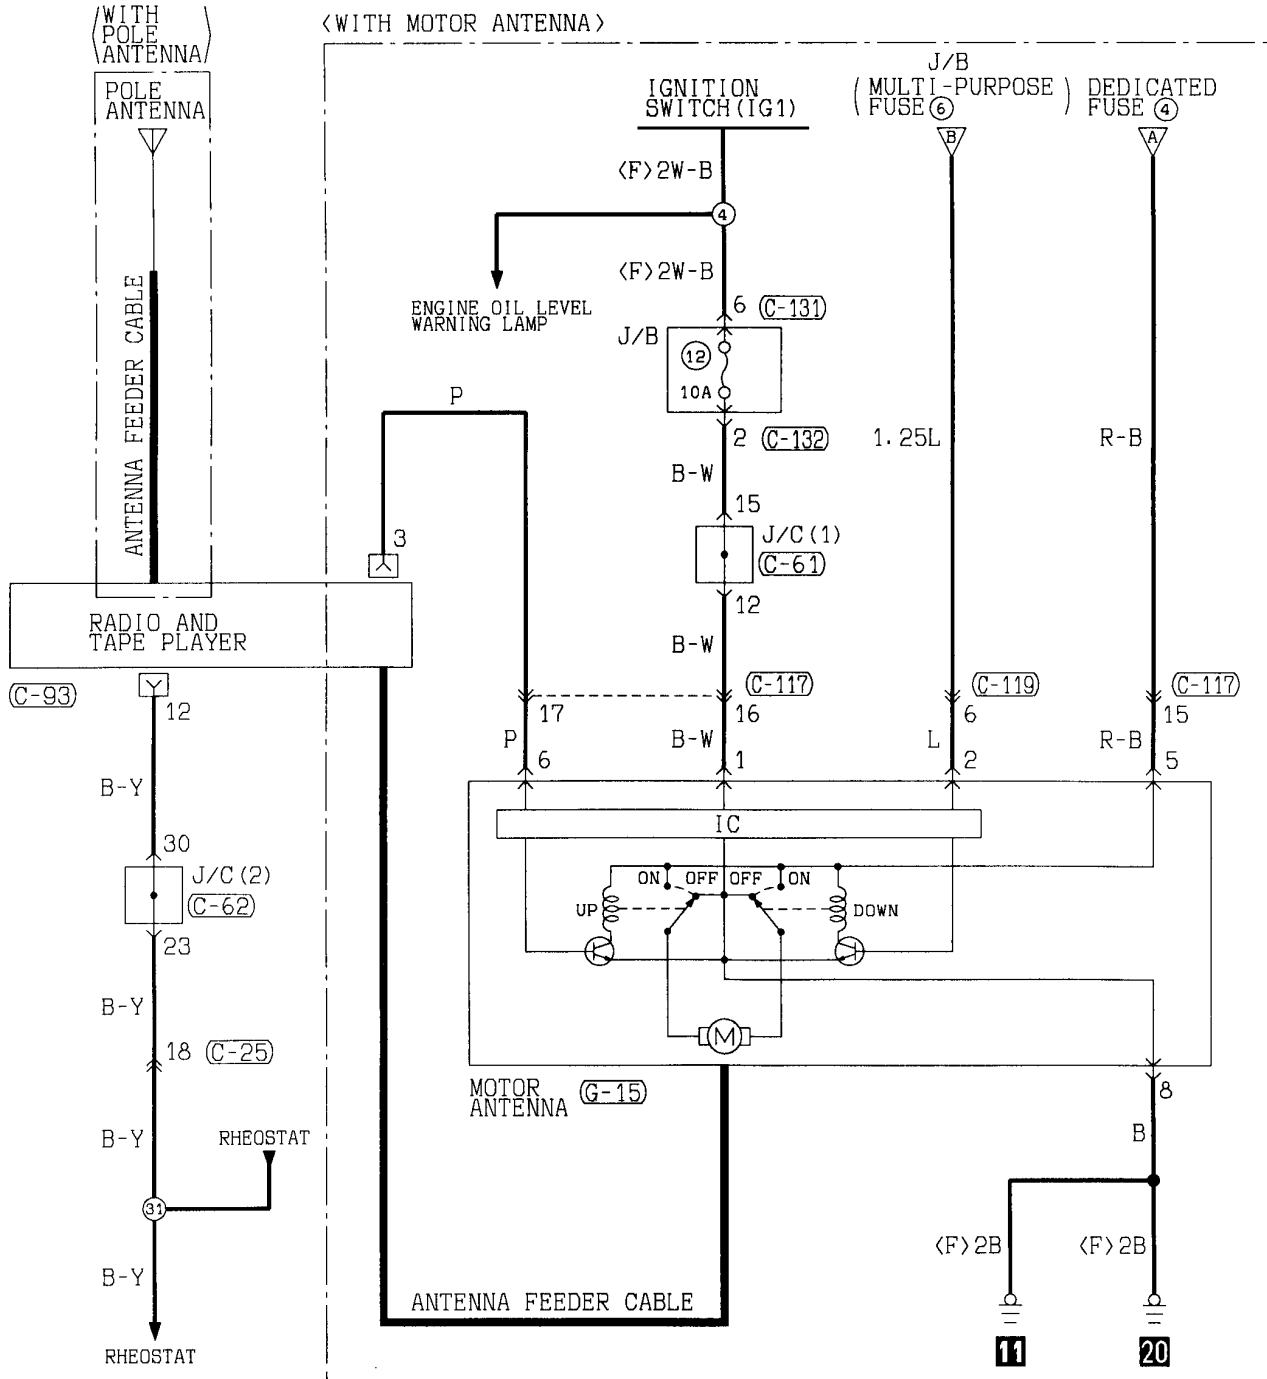 (WITH
POLE
ANTENNA)
<WITH MOTOR ANTENNA>
POLE
ANTENNA
IGNITION
SWITCH(IG1)
J/B
(MULTI-PURPOSE)
FUSE⑥
DEDICATED
FUSE④
B
A
<F>2W-B
4
<F>2W-B
ENGINE OIL LEVEL
WARNING LAMP
6 (C-131)
J/B
12
10A
2 (C-132)
P
B-W
1.25L
R-B
ANTENNA FEEDER CABLE
15
J/C(1)
(C-61)
12
3
RADIO AND
TAPE PLAYER
B-W
(C-93)
12
(C-117)
(C-119)
(C-117)
17
16
6
15
P
B-W
L
R-B
6
1
2
5
B-Y
IC
30
J/C(2)
(C-62)
23
ON OFF OFF ON
UP
DOWN
B-Y
18 (C-25)
M
MOTOR
ANTENNA
(G-15)
8
B
B-Y
RHEOSTAT
31
<F>2B
<F>2B
B-Y
ANTENNA FEEDER CABLE
RHEOSTAT
11
20